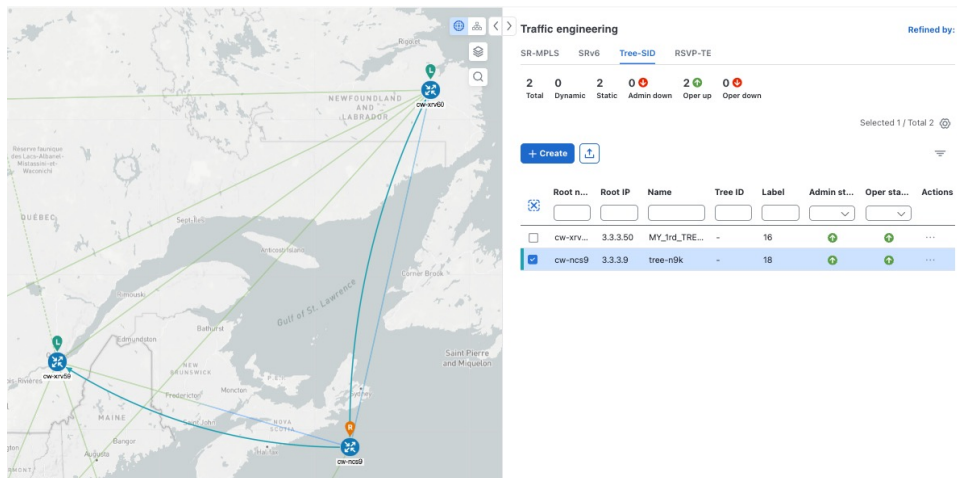 Traffic engineering
Refined by:
SR-MPLS SRv6 Tree-SID RSVP-TE
2 0 2 0 2 0
Total Dynamic Static Admin down Oper up Oper down
Selected 1 / Total 2
+ Create
Root n... Root IP Name Tree ID Label Admin st... Oper sta... Actions
cw-xrv... 3.3.3.50 MY_1rd_TRE... - 16 ...
cw-ncs9 3.3.3.9 tree-n9k - 18 ...
Rigolet
L
cw-xrv60
NEWFOUNDLAND
AND
LABRADOR
Réserve faunique
des Lacs-Albanel-
Mistassini-et-
Waconichi
QUÉBEC
Sept-Îles
Anticosti Island
Corner Brook
Gulf of St. Lawrence
Rimouski
Bathurst
L
Edmundston
Saint Pierre
and Miquelon
NEW
BRUNSWICK
P.E.I.
cw-xrv59
Moncton
Sydney
Fredericton
MAINE
Saint John
NOVA
SCOTIA
R
Bangor
Halifax
Augusta
cw-ncs9